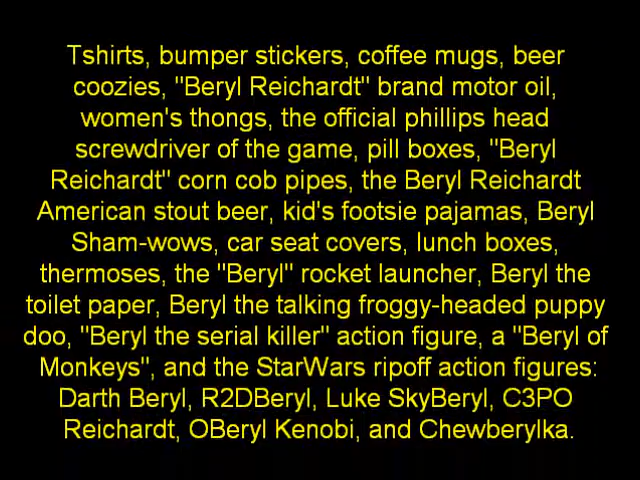 Tshirts, bumper stickers, coffee mugs, beer
coozies, "Beryl Reichardt" brand motor oil,
women's thongs, the official phillips head
screwdriver of the game, pill boxes, "Beryl
Reichardt" corn cob pipes, the Beryl Reichardt
American stout beer, kid's footsie pajamas, Beryl
Sham-wows, car seat covers, lunch boxes,
thermoses, the "Beryl" rocket launcher, Beryl the
toilet paper, Beryl the talking froggy-headed puppy
doo, "Beryl the serial killer" action figure, a "Beryl of
Monkeys", and the StarWars ripoff action figures:
Darth Beryl, R2DBeryl, Luke SkyBeryl, C3PO
Reichardt, OBeryl Kenobi, and Chewberylka.